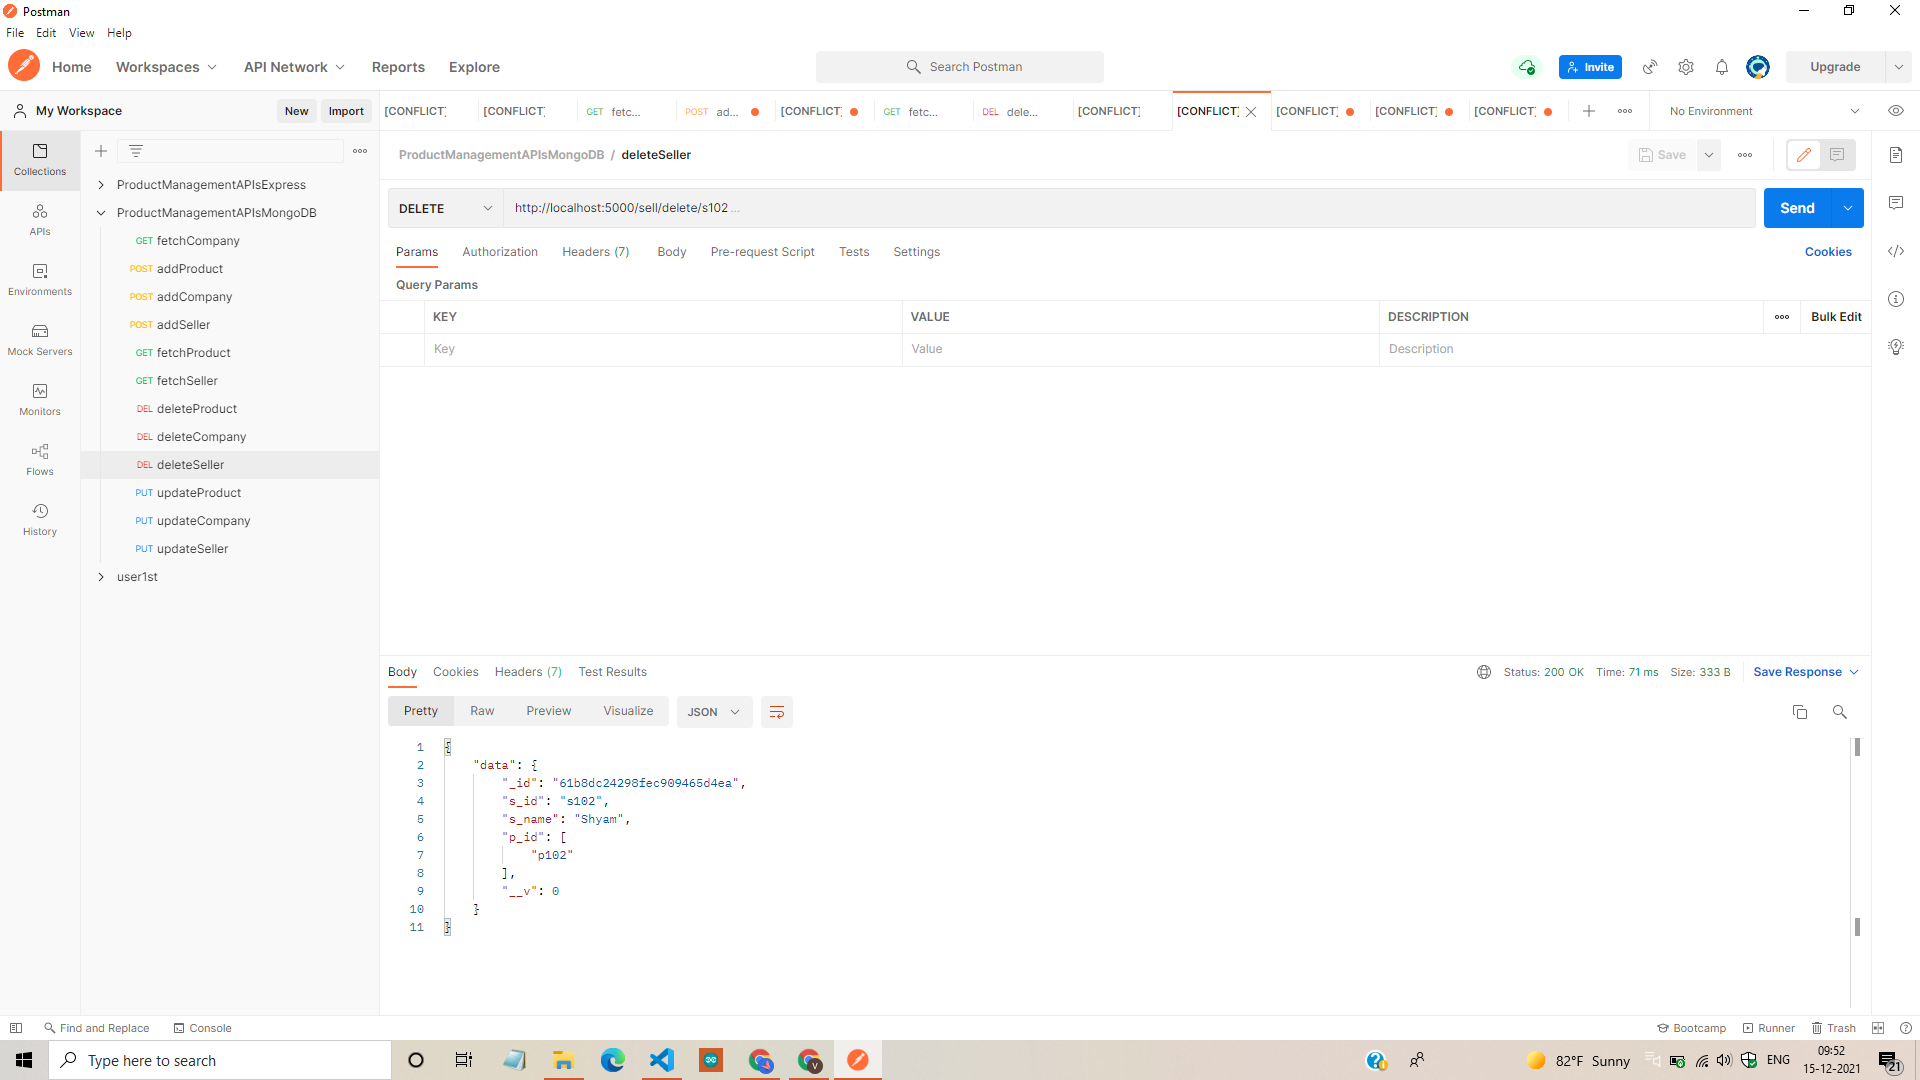 Postman
File Edit View Help
Home Workspaces API Network Reports Explore Search Postman Invite Upgrade
My Workspace New Import [CONFLICT] [CONFLICT] GET fetc... POST ad... [CONFLICT] GET fetc... DEL dele... [CONFLICT] [CONFLICT] [CONFLICT] [CONFLICT] [CONFLICT] No Environment
ProductManagementAPIsMongoDB / deleteSeller Save
Collections
APIs
Environments
Mock Servers
Monitors
Flows
History
ProductManagementAPIsExpress
ProductManagementAPIsMongoDB
GET fetchCompany
POST addProduct
POST addCompany
POST addSeller
GET fetchProduct
GET fetchSeller
DEL deleteProduct
DEL deleteCompany
DEL deleteSeller
PUT updateProduct
PUT updateCompany
PUT updateSeller
user1st
DELETE http://localhost:5000/sell/delete/s102 ... Send
Params Authorization Headers (7) Body Pre-request Script Tests Settings Cookies
Query Params
KEY VALUE DESCRIPTION Bulk Edit
Key Value Description
Body Cookies Headers (7) Test Results Status: 200 OK Time: 71 ms Size: 333 B Save Response
Pretty Raw Preview Visualize JSON
1 {
2 "data": {
3 "_id": "61b8dc24298fec909465d4ea",
4 "s_id": "s102",
5 "s_name": "Shyam",
6 "p_id": [
7 "p102"
8 ],
9 "__v": 0
10 }
11 }
Find and Replace Console Bootcamp Runner Trash
Type here to search 82°F Sunny ENG 09:52
15-12-2021 21